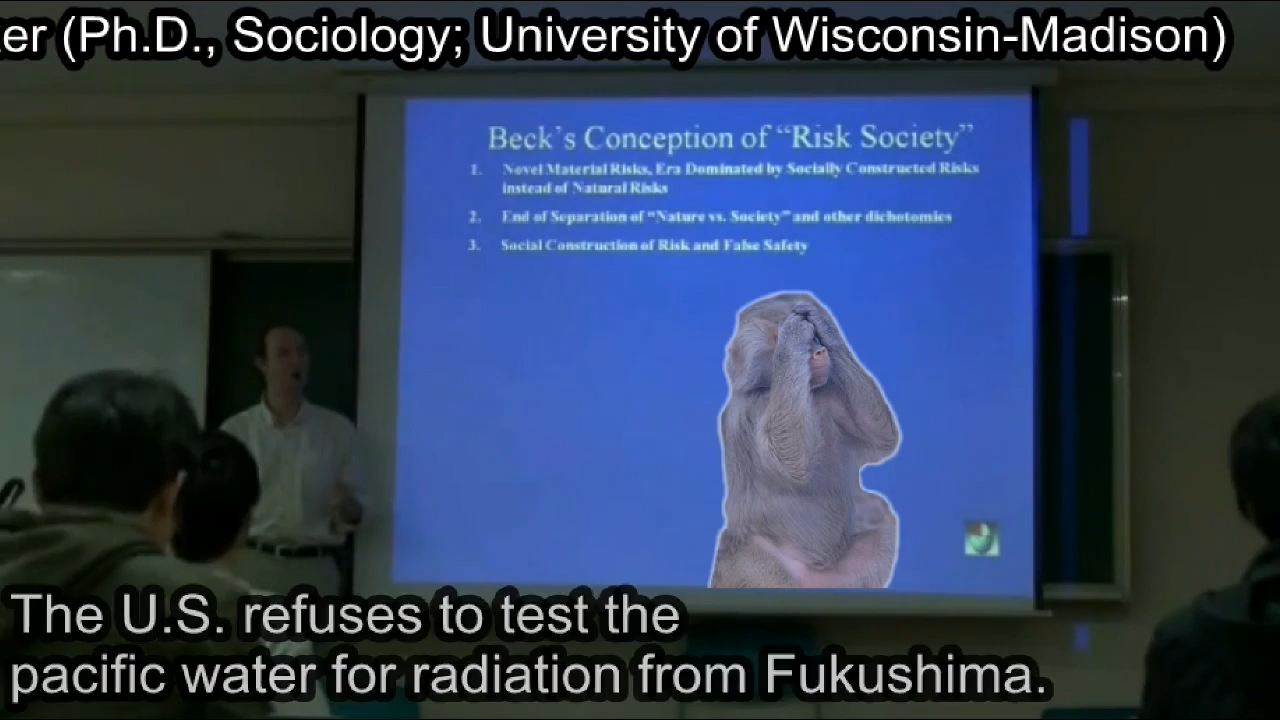 er (Ph.D., Sociology; University of Wisconsin-Madison)
Beck's Conception of “Risk Society”
1. Novel Material Risks, Era Dominated by Socially Constructed Risks
instead of Natural Risks
2. End of Separation of “Nature vs. Society” and other dichotomies
3. Social Construction of Risk and False Safety
The U.S. refuses to test the
pacific water for radiation from Fukushima.